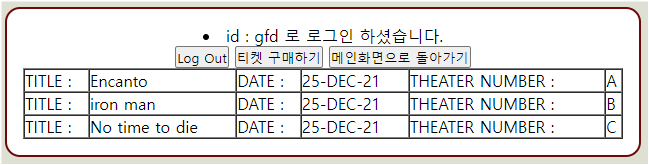 • id : gfd 로 로그인 하셨습니다.
Log Out 티켓 구매하기 메인화면으로 돌아가기
TITLE : Encanto DATE : 25-DEC-21 THEATER NUMBER : A
TITLE : iron man DATE : 25-DEC-21 THEATER NUMBER : B
TITLE : No time to die DATE : 25-DEC-21 THEATER NUMBER : C